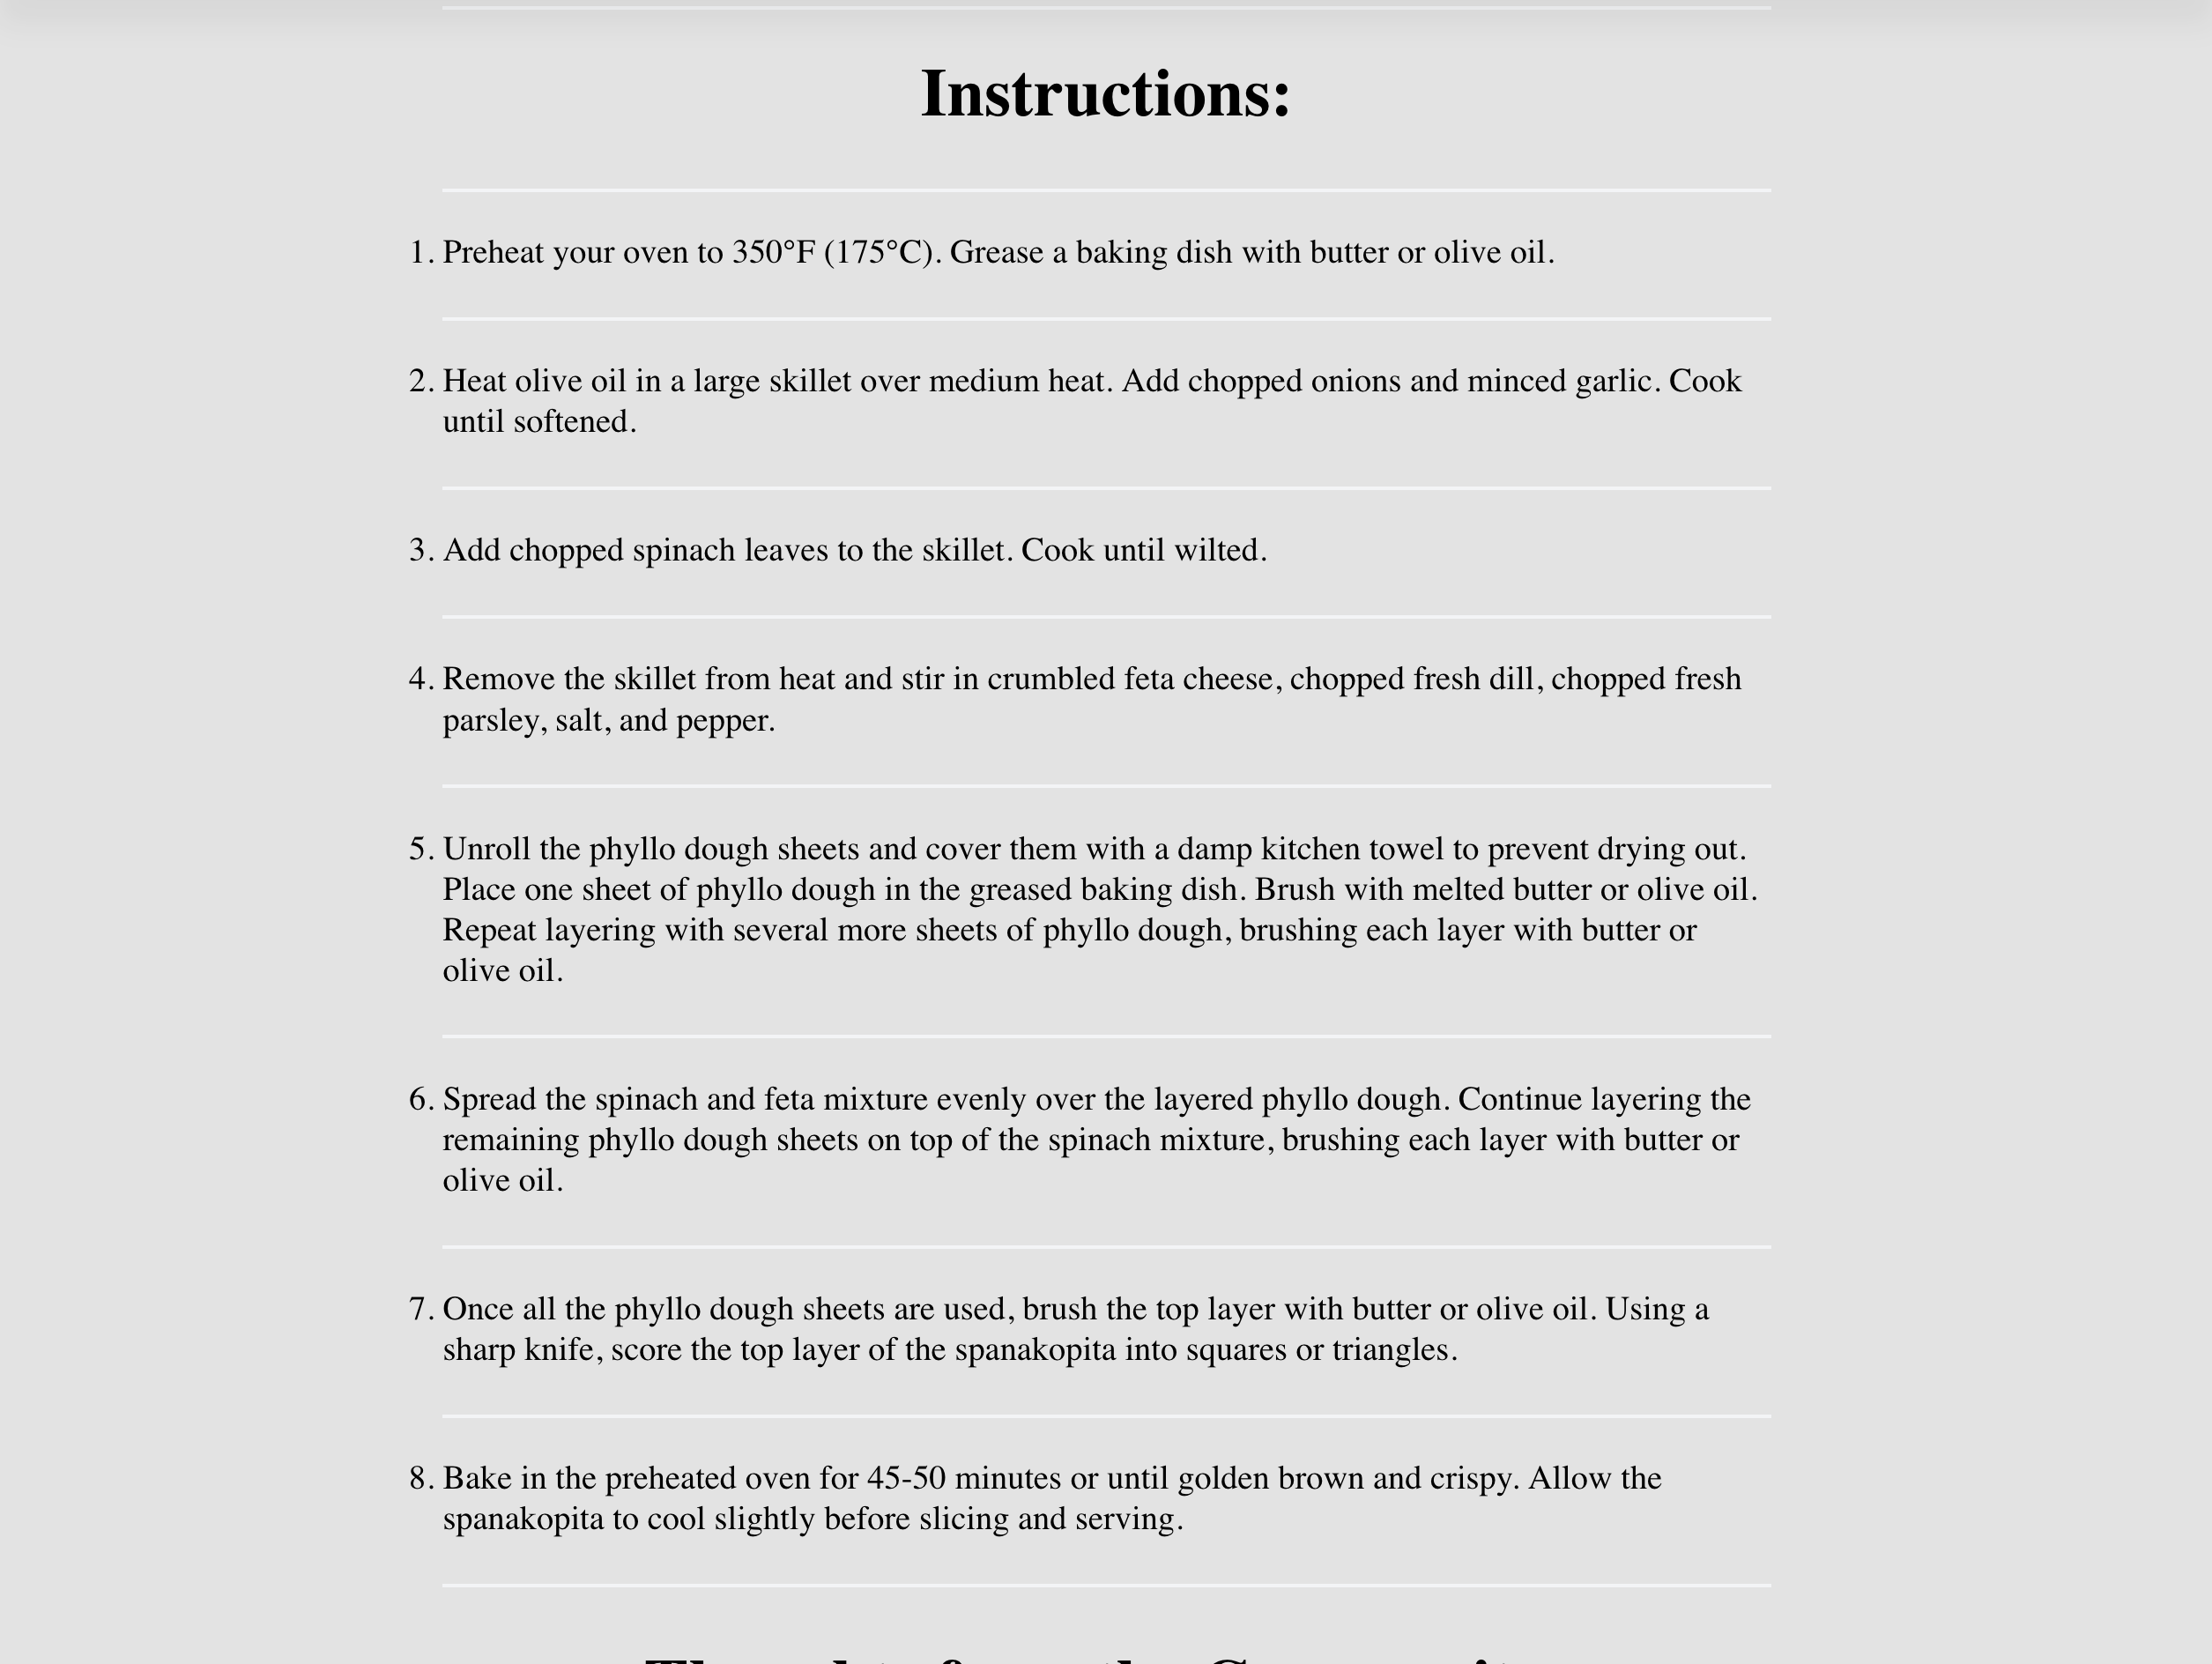 Instructions:
1. Preheat your oven to 350°F (175°C). Grease a baking dish with butter or olive oil.
2. Heat olive oil in a large skillet over medium heat. Add chopped onions and minced garlic. Cook
until softened.
3. Add chopped spinach leaves to the skillet. Cook until wilted.
4. Remove the skillet from heat and stir in crumbled feta cheese, chopped fresh dill, chopped fresh
parsley, salt, and pepper.
5. Unroll the phyllo dough sheets and cover them with a damp kitchen towel to prevent drying out.
Place one sheet of phyllo dough in the greased baking dish. Brush with melted butter or olive oil.
Repeat layering with several more sheets of phyllo dough, brushing each layer with butter or
olive oil.
6. Spread the spinach and feta mixture evenly over the layered phyllo dough. Continue layering the
remaining phyllo dough sheets on top of the spinach mixture, brushing each layer with butter or
olive oil.
7. Once all the phyllo dough sheets are used, brush the top layer with butter or olive oil. Using a
sharp knife, score the top layer of the spanakopita into squares or triangles.
8. Bake in the preheated oven for 45-50 minutes or until golden brown and crispy. Allow the
spanakopita to cool slightly before slicing and serving.